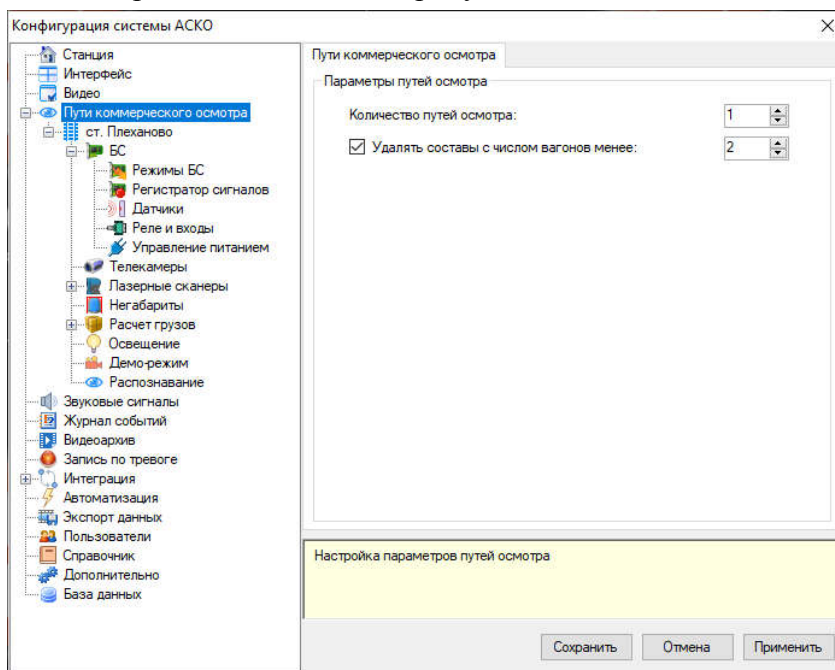 Конфигурация системы АСКО
Станция
Интерфейс
Видео
Пути коммерческого осмотра
ст. Плеханово
БС
Режимы БС
Регистратор сигналов
Датчики
Реле и входы
Управление питанием
Телекамеры
Лазерные сканеры
Негабариты
Расчет грузов
Освещение
Демо-режим
Распознавание
Звуковые сигналы
Журнал событий
Видеоархив
Запись по тревоге
Интеграция
Автоматизация
Экспорт данных
Пользователи
Справочник
Дополнительно
База данных
Пути коммерческого осмотра
Параметры путей осмотра
Количество путей осмотра: 1
Удалять составы с числом вагонов менее: 2
Настройка параметров путей осмотра
Сохранить Отмена Применить